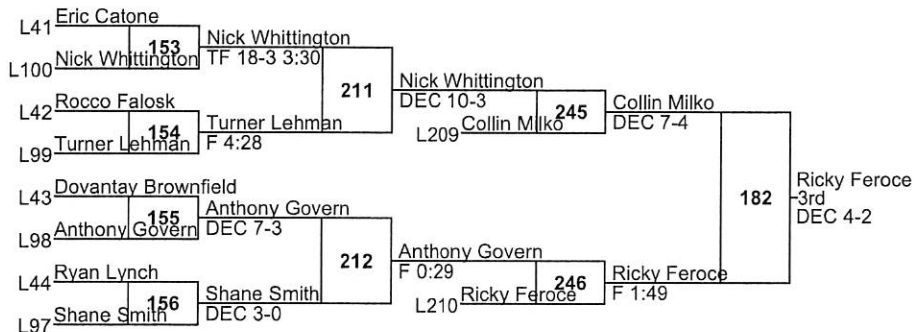 L41 Eric Catone
153
L100 Nick Whittington
Nick Whittington
TF 18-3 3:30
211
L42 Rocco Falosk
154
L99 Turner Lehman
Turner Lehman
F 4:28
Nick Whittington
DEC 10-3
245
L209 Collin Milko
Collin Milko
DEC 7-4
182
L43 Dovantay Brownfield
155
L98 Anthony Govern
Anthony Govern
DEC 7-3
212
L44 Ryan Lynch
156
L97 Shane Smith
Shane Smith
DEC 3-0
Anthony Govern
F 0:29
246
L210 Ricky Feroce
Ricky Feroce
F 1:49
Ricky Feroce
3rd
DEC 4-2